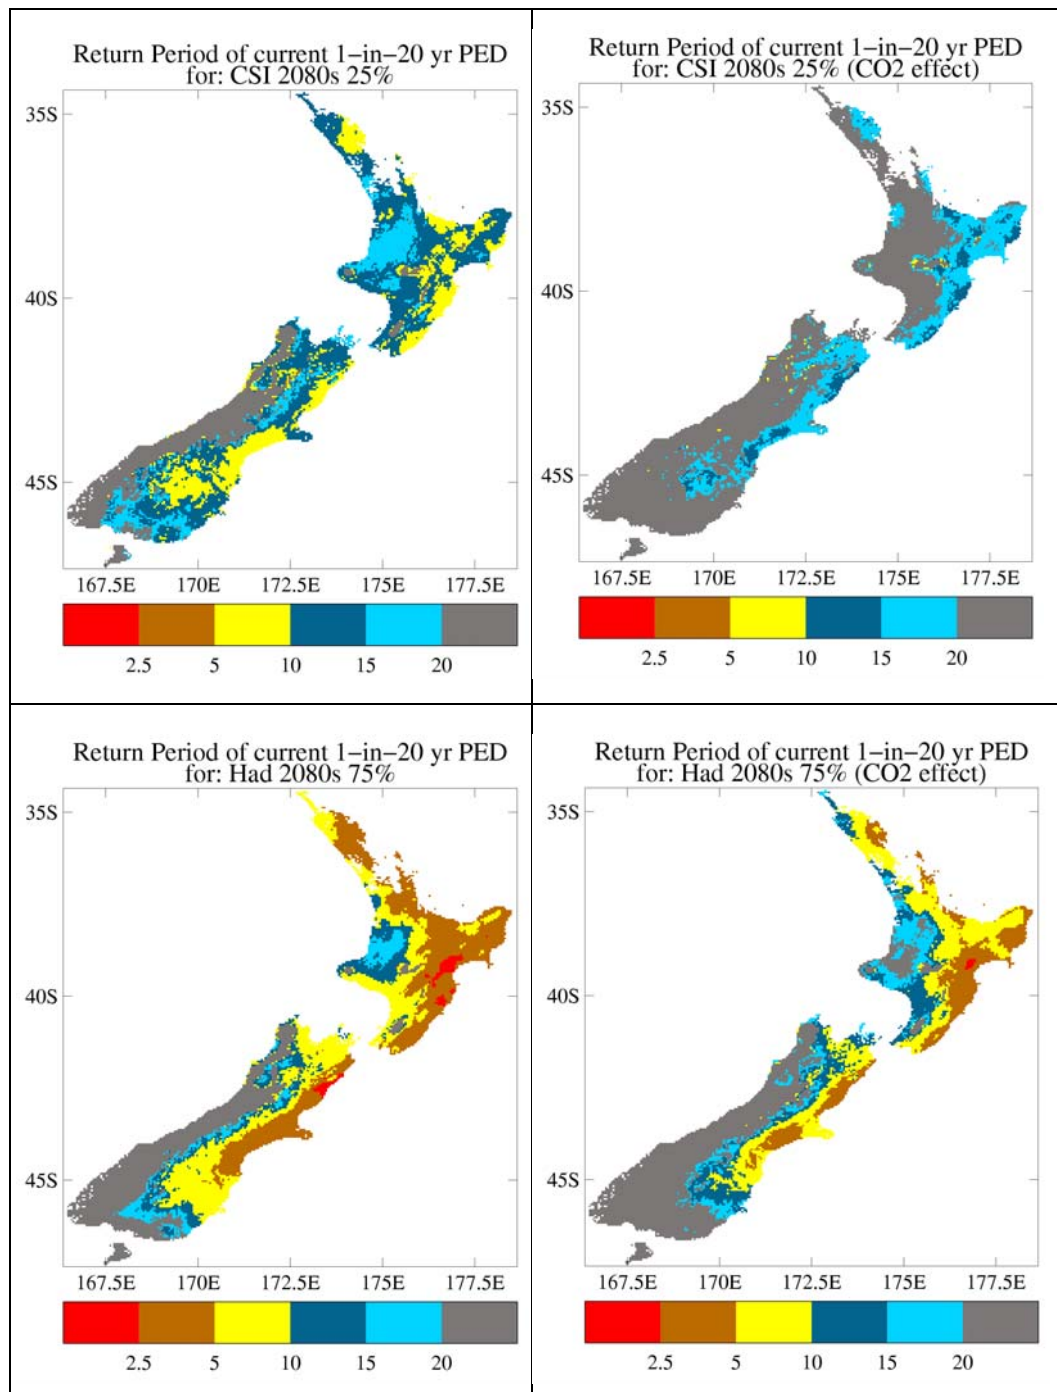 Return Period of current 1−in−20 yr PED
for: CSI 2080s 25%
35S
40S
45S
167.5E 170E 172.5E 175E 177.5E
2.5 5 10 15 20
Return Period of current 1−in−20 yr PED
for: CSI 2080s 25% (CO2 effect)
35S
40S
45S
167.5E 170E 172.5E 175E 177.5E
2.5 5 10 15 20
Return Period of current 1−in−20 yr PED
for: Had 2080s 75%
35S
40S
45S
167.5E 170E 172.5E 175E 177.5E
2.5 5 10 15 20
Return Period of current 1−in−20 yr PED
for: Had 2080s 75% (CO2 effect)
35S
40S
45S
167.5E 170E 172.5E 175E 177.5E
2.5 5 10 15 20